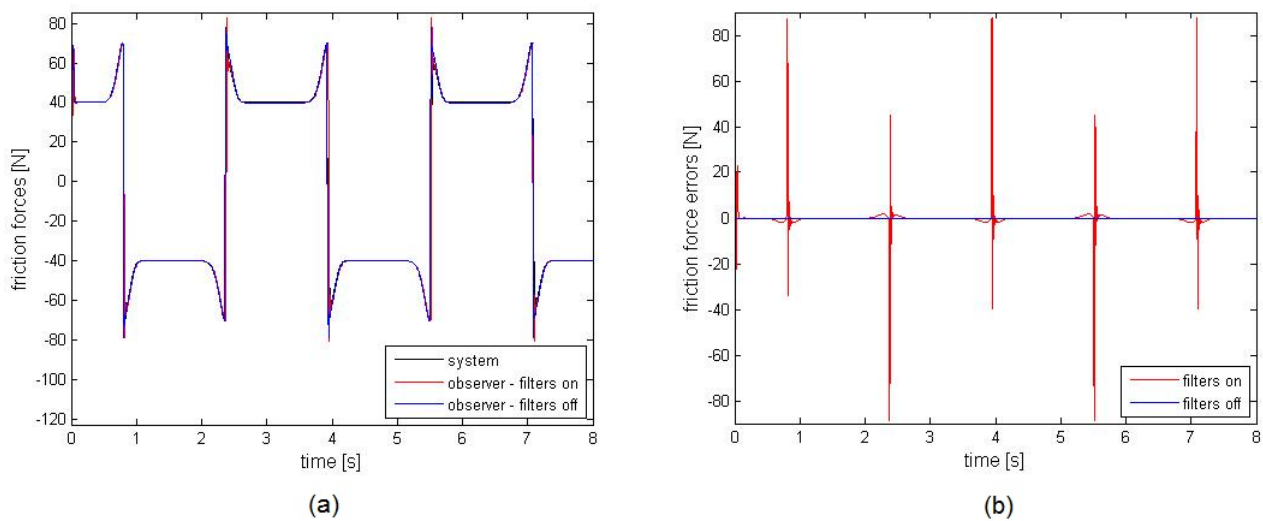 80
60
40
20
0
-20
-40
-60
-80
-100
-120
friction forces [N]
system
observer - filters on
observer - filters off
0 1 2 3 4 5 6 7 8
time [s]
(a)
80
60
40
20
0
-20
-40
-60
-80
friction force errors [N]
filters on
filters off
0 1 2 3 4 5 6 7 8
time [s]
(b)